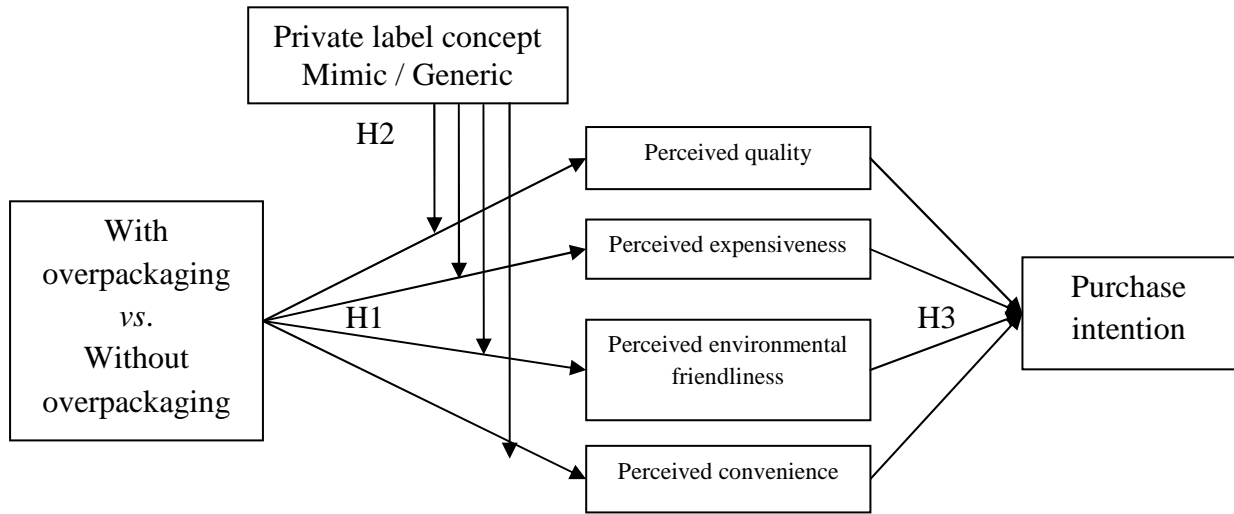 Private label concept
Mimic / Generic
H2
With
overpackaging
vs.
Without
overpackaging
H1
Perceived quality
Perceived expensiveness
Perceived environmental
friendliness
Perceived convenience
H3
Purchase
intention